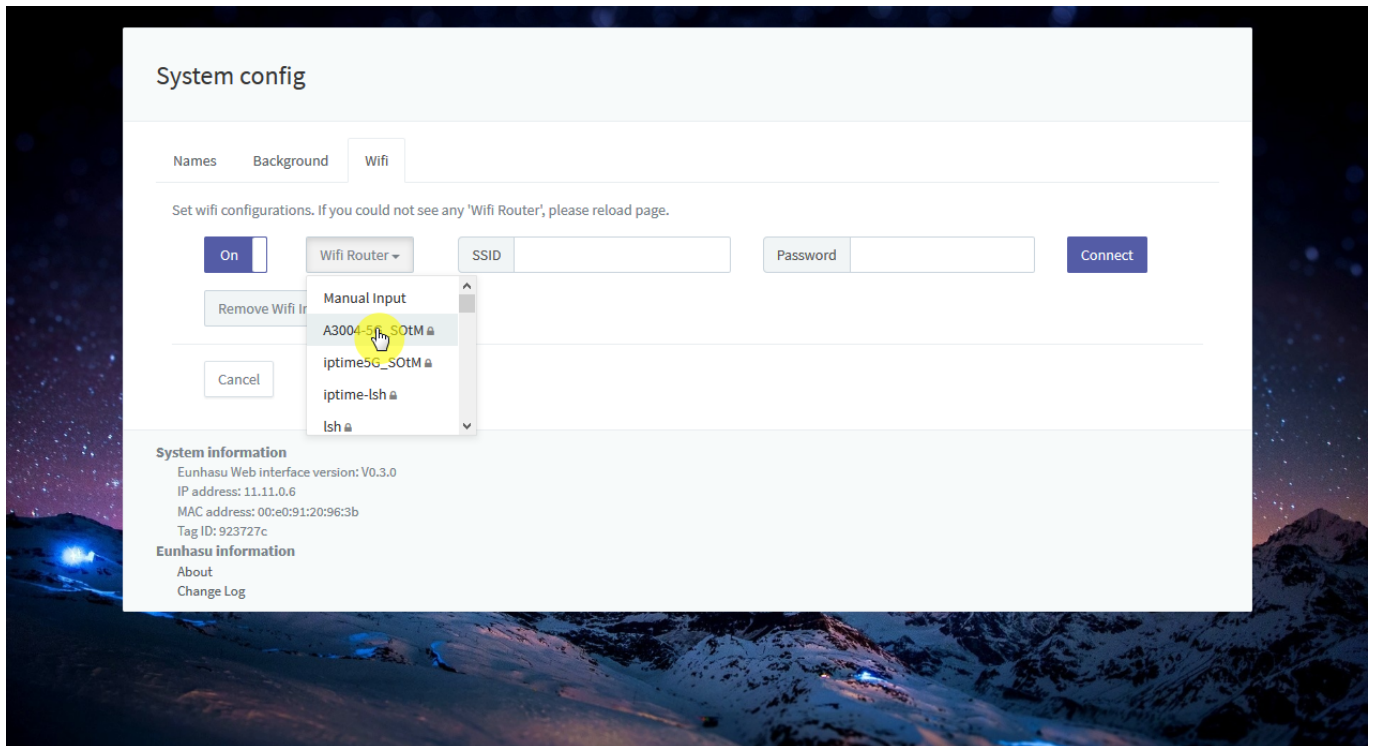 System config
Names Background Wifi
Set wifi configurations. If you could not see any 'Wifi Router', please reload page.
On Wifi Router SSID Password Connect
Manual Input
Remove Wifi
A3004-5G_SOtM
iptime5G_SOtM
Cancel
iptime-lsh
lsh
System information
Eunhasu Web interface version: V0.3.0
IP address: 11.11.0.6
MAC address: 00:e0:91:20:96:3b
Tag ID: 923727c
Eunhasu information
About
Change Log